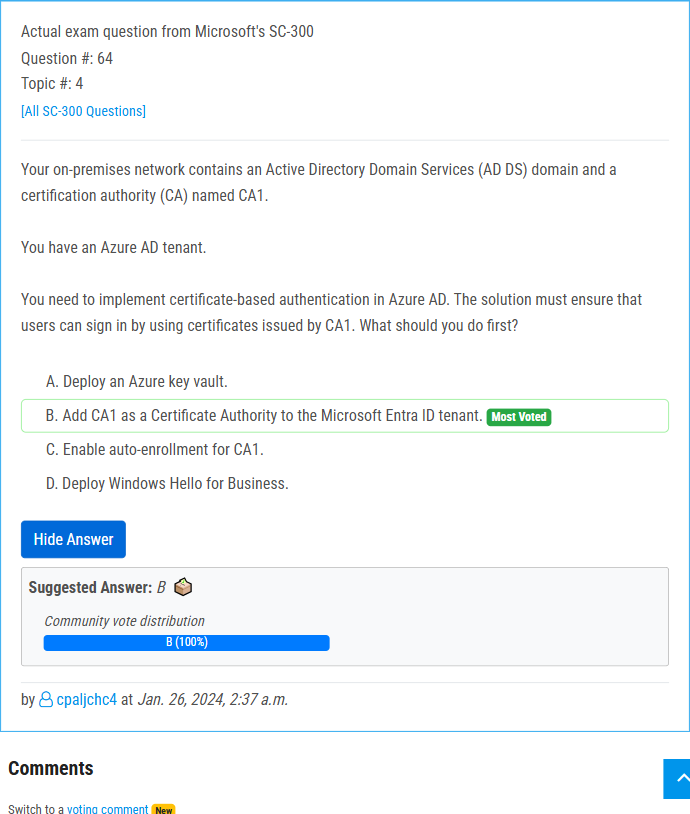 Actual exam question from Microsoft's SC-300
Question #: 64
Topic #: 4
[All SC-300 Questions]
Your on-premises network contains an Active Directory Domain Services (AD DS) domain and a
certification authority (CA) named CA1.
You have an Azure AD tenant.
You need to implement certificate-based authentication in Azure AD. The solution must ensure that
users can sign in by using certificates issued by CA1. What should you do first?
A. Deploy an Azure key vault.
B. Add CA1 as a Certificate Authority to the Microsoft Entra ID tenant. Most Voted
C. Enable auto-enrollment for CA1.
D. Deploy Windows Hello for Business.
Hide Answer
Suggested Answer: B
Community vote distribution
B (100%)
by cpaljchc4 at Jan. 26, 2024, 2:37 a.m.
Comments
Switch to a voting comment New